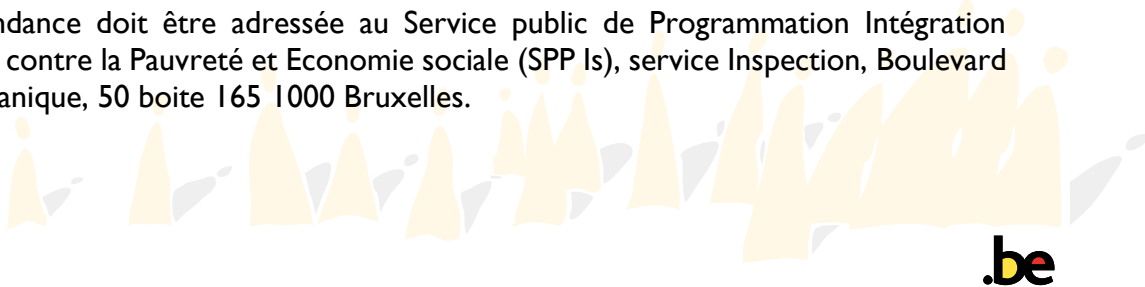 ndance doit être adressée au Service public de Programmation Intégration
contre la Pauvreté et Economie sociale (SPP Is), service Inspection, Boulevard
anique, 50 boite 165 1000 Bruxelles.
.be